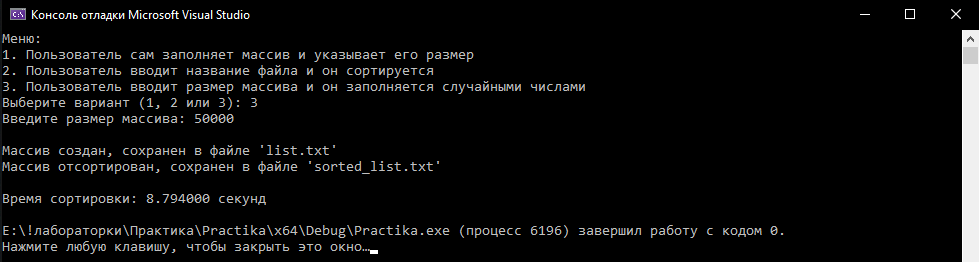 Консоль отладки Microsoft Visual Studio
Меню:
1. Пользователь сам заполняет массив и указывает его размер
2. Пользователь вводит название файла и он сортируется
3. Пользователь вводит размер массива и он заполняется случайными числами
Выберите вариант (1, 2 или 3): 3
Введите размер массива: 50000
Массив создан, сохранен в файле 'list.txt'
Массив отсортирован, сохранен в файле 'sorted_list.txt'
Время сортировки: 8.794000 секунд
E:\!лабораторки\Практика\Practika\x64\Debug\Practika.exe (процесс 6196) завершил работу с кодом 0.
Нажмите любую клавишу, чтобы закрыть это окно…